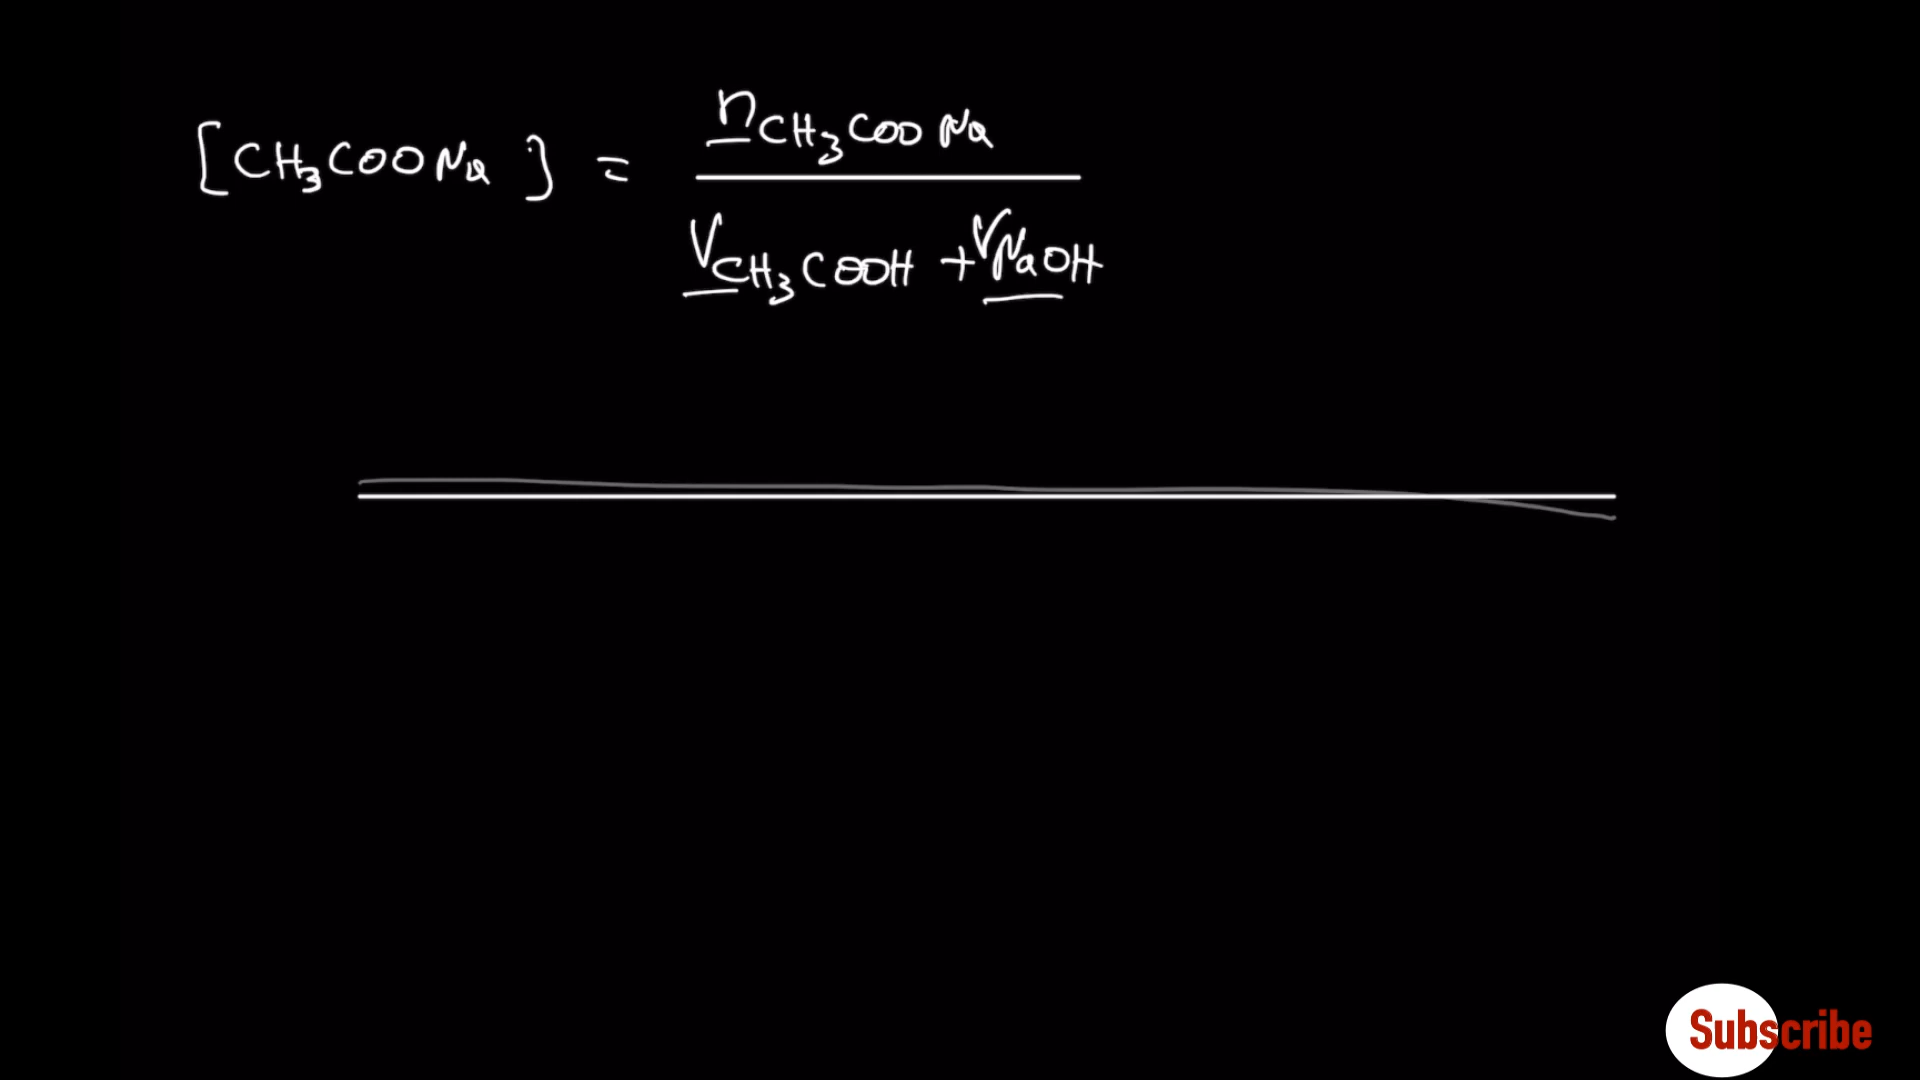 [CH₃COONa] = nCH₃COONa
VCH₃COOH + VNaOH
Subscribe